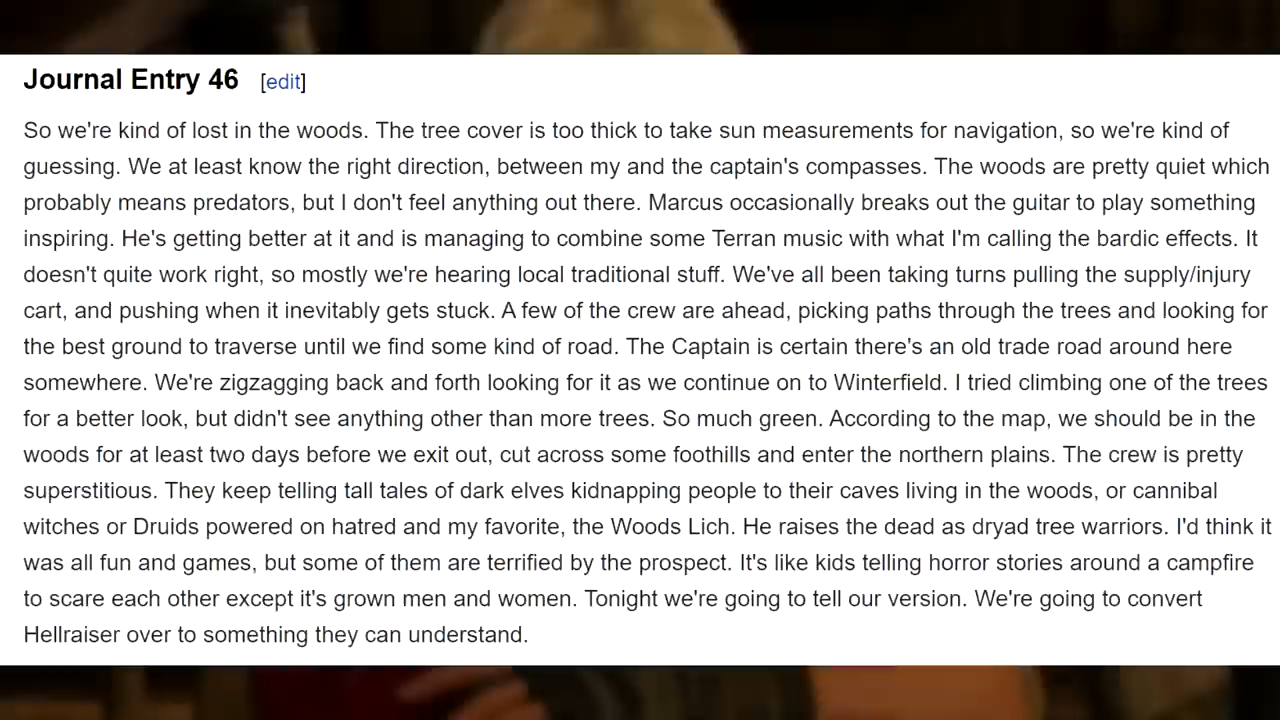 Journal Entry 46 [edit]
So we're kind of lost in the woods. The tree cover is too thick to take sun measurements for navigation, so we're kind of
guessing. We at least know the right direction, between my and the captain's compasses. The woods are pretty quiet which
probably means predators, but I don't feel anything out there. Marcus occasionally breaks out the guitar to play something
inspiring. He's getting better at it and is managing to combine some Terran music with what I'm calling the bardic effects. It
doesn't quite work right, so mostly we're hearing local traditional stuff. We've all been taking turns pulling the supply/injury
cart, and pushing when it inevitably gets stuck. A few of the crew are ahead, picking paths through the trees and looking for
the best ground to traverse until we find some kind of road. The Captain is certain there's an old trade road around here
somewhere. We're zigzagging back and forth looking for it as we continue on to Winterfield. I tried climbing one of the trees
for a better look, but didn't see anything other than more trees. So much green. According to the map, we should be in the
woods for at least two days before we exit out, cut across some foothills and enter the northern plains. The crew is pretty
superstitious. They keep telling tall tales of dark elves kidnapping people to their caves living in the woods, or cannibal
witches or Druids powered on hatred and my favorite, the Woods Lich. He raises the dead as dryad tree warriors. I'd think it
was all fun and games, but some of them are terrified by the prospect. It's like kids telling horror stories around a campfire
to scare each other except it's grown men and women. Tonight we're going to tell our version. We're going to convert
Hellraiser over to something they can understand.